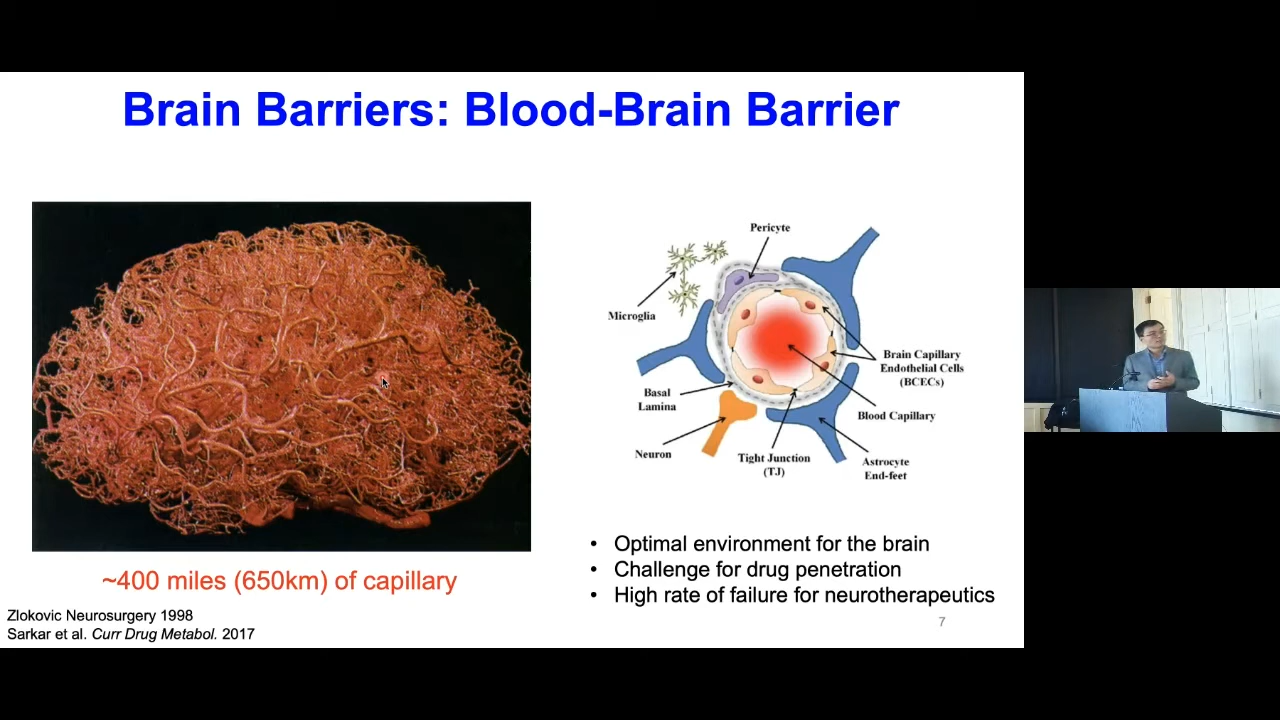 Brain Barriers: Blood-Brain Barrier
Pericyte
Microglia
Brain Capillary
Endothelial Cells
(BCECs)
Basal
Lamina
Blood Capillary
Neuron
Tight Junction
(TJ)
Astrocyte
End-feet
• Optimal environment for the brain
• Challenge for drug penetration
• High rate of failure for neurotherapeutics
~400 miles (650km) of capillary
Zlokovic Neurosurgery 1998
Sarkar et al. Curr Drug Metabol. 2017
7